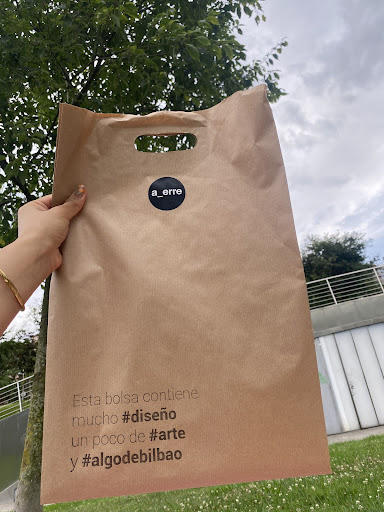 a_erre
Esta bolsa contiene
mucho #diseño
un poco de #arte
y #algodebilbao